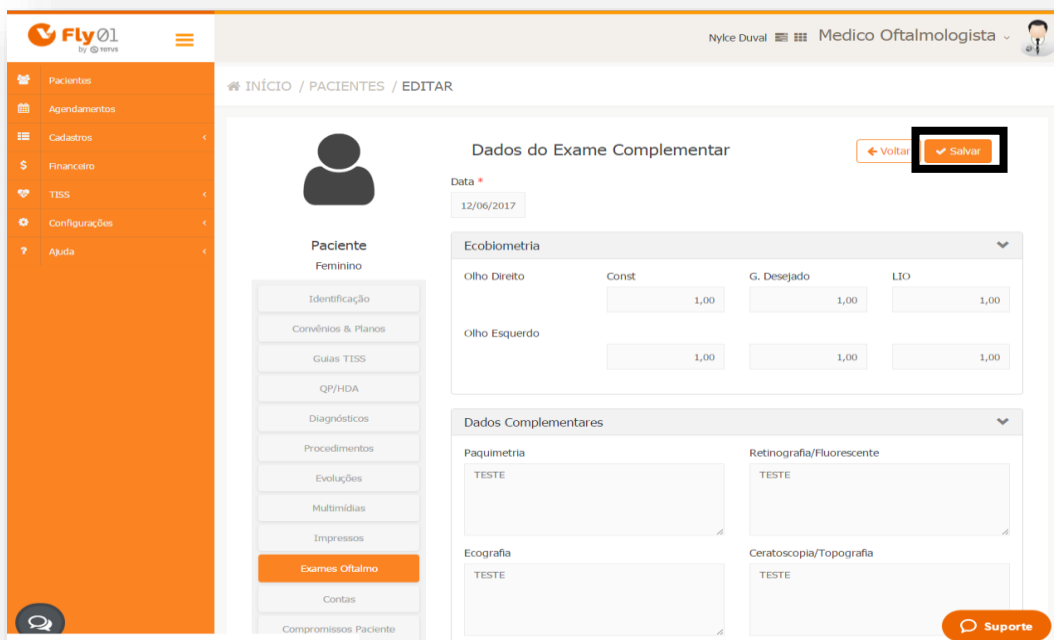 Fly01
by tenvs
Nylce Duval Medico Oftalmologista
Pacientes
Agendamentos
Cadastros
Financeiro
TISS
Configurações
Ajuda
INÍCIO / PACIENTES / EDITAR
Paciente
Feminino
Identificação
Convênios & Planos
Guias TISS
QP/HDA
Diagnósticos
Procedimentos
Evoluções
Multimídias
Impressos
Exames Oftalmo
Contas
Compromissos Paciente
Dados do Exame Complementar
Voltar
Salvar
Data *
12/06/2017
Ecobiometria
Olho Direito Const G. Desejado LIO
1,00 1,00 1,00
Olho Esquerdo
1,00 1,00 1,00
Dados Complementares
Paquimetria Retinografia/Fluorescente
TESTE TESTE
Ecografia Ceratoscopia/Topografia
TESTE TESTE
Suporte